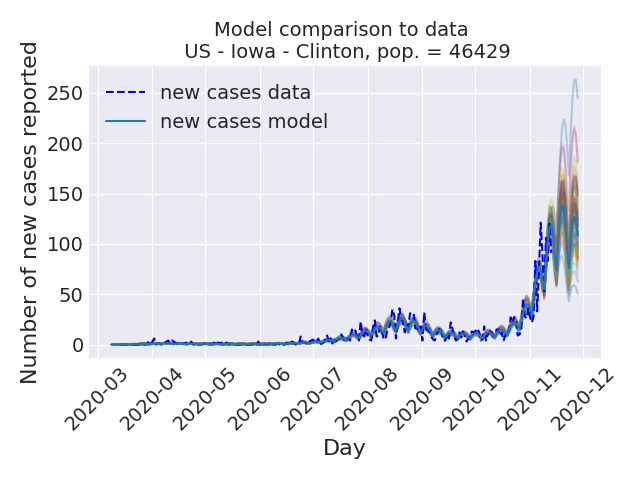 Model comparison to data
US - Iowa - Clinton, pop. = 46429
Number of new cases reported
250
200
150
100
50
0
new cases data
new cases model
2020-03
2020-04
2020-05
2020-06
2020-07
2020-08
2020-09
2020-10
2020-11
2020-12
Day